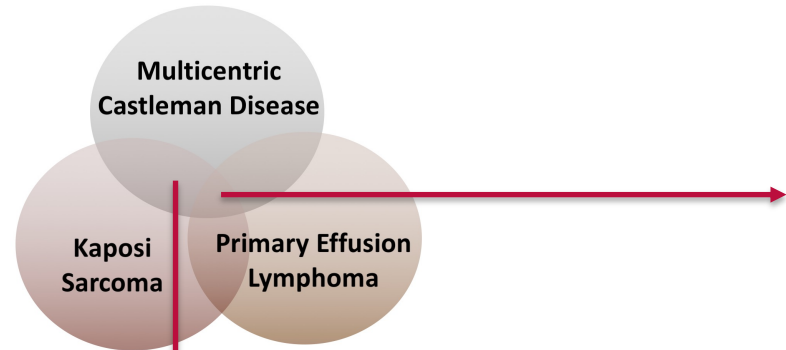 Multicentric
Castleman Disease
Kaposi
Sarcoma
Primary Effusion
Lymphoma